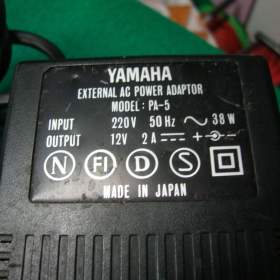 YAMAHA
EXTERNAL AC POWER ADAPTOR
MODEL: PA-5
INPUT 220V 50Hz ~ 38W
OUTPUT 12V 2A ⎓ + -
N FI D S
MADE IN JAPAN